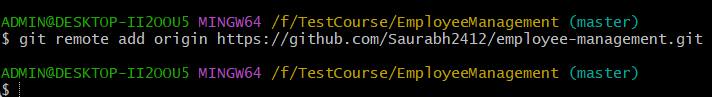 ADMIN@DESKTOP-II2OOU5 MINGW64 /f/TestCourse/EmployeeManagement (master)
$ git remote add origin https://github.com/Saurabh2412/employee-management.git
ADMIN@DESKTOP-II2OOU5 MINGW64 /f/TestCourse/EmployeeManagement (master)
$